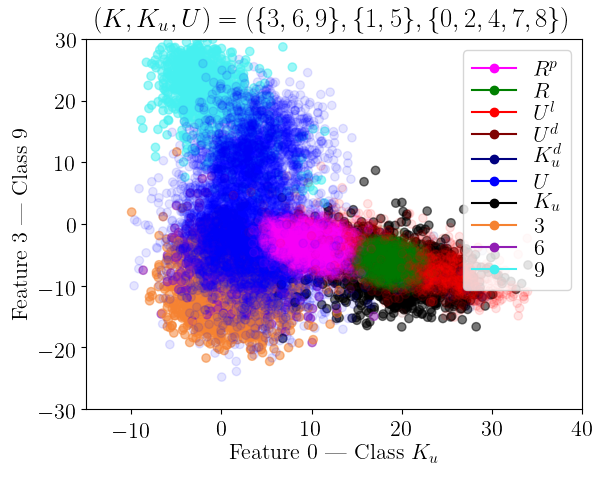 (K, K_u, U) = ({3, 6, 9}, {1, 5}, {0, 2, 4, 7, 8})
30
20
10
0
−10
−20
−30
Feature 3 — Class 9
−10 0 10 20 30 40
Feature 0 — Class K_u
R^p
R
U^l
U^d
K_u^d
U
K_u
3
6
9